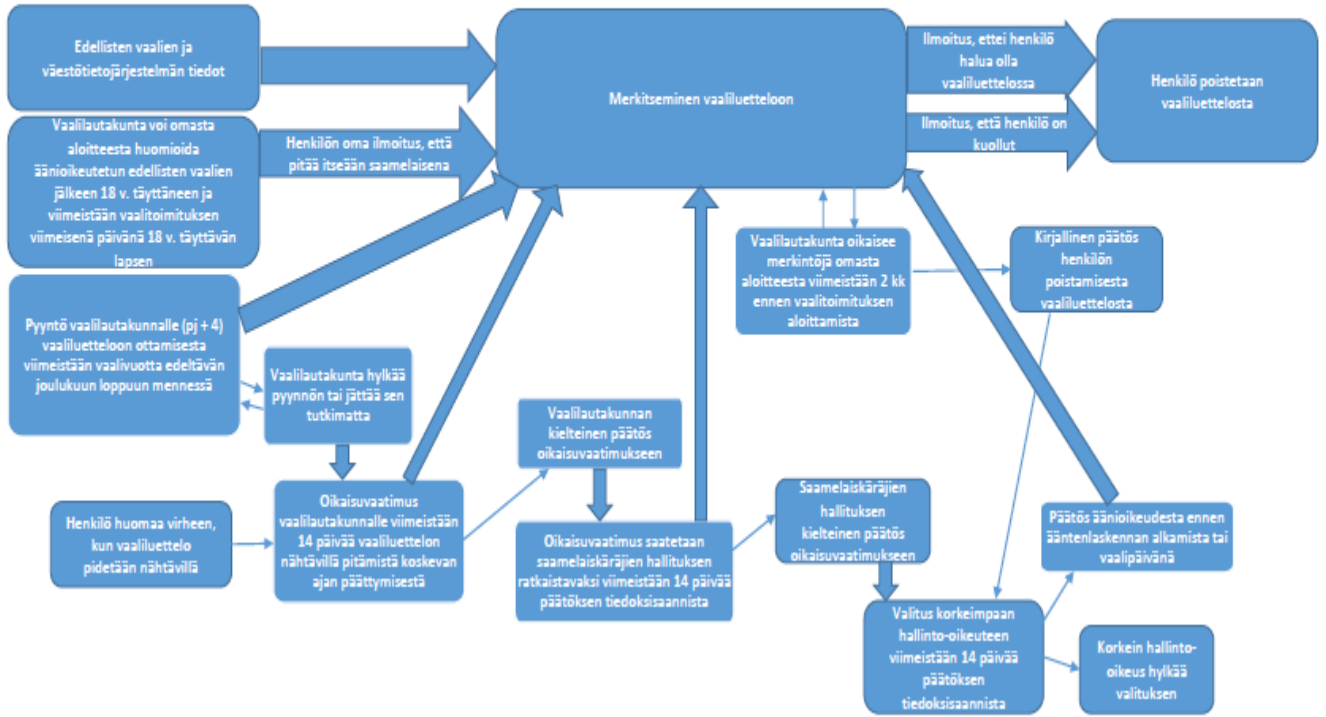 Edellisten vaalien ja
väestötietojärjestelmän tiedot
Merkitseminen vaaliluetteloon
Ilmoitus, ettei henkilö
halua olla
vaaliluettelossa
Henkilö poistetaan
vaaliluettelosta
Vaalilautakunta voi omasta
aloitteesta huomioida
äänioikeutetun edellisten vaalien
jälkeen 18 v. täyttäneen ja
viimeistään vaalitoimituksen
viimeisenä päivänä 18 v. täyttävän
lapsen
Henkilön oma ilmoitus, että
pitää itseään saamelaisena
Ilmoitus, että henkilö on
kuollut
Vaalilautakunta oikaisee
merkintöjä omasta
aloitteesta viimeistään 2 kk
ennen vaalitoimituksen
aloittamista
Kirjallinen päätös
henkilön
poistamisesta
vaaliluettelosta
Pyyntö vaalilautakunnalle (pj + 4)
vaaliluetteloon ottamisesta
viimeistään vaalivuotta edeltävän
joulukuun loppuun mennessä
Vaalilautakunta hylkää
pyynnön tai jättää sen
tutkimatta
Vaalilautakunnan
kielteinen päätös
oikaisuvaatimukseen
Henkilö huomaa virheen,
kun vaaliluettelo
pidetään nähtävillä
Oikaisuvaatimus
vaalilautakunnalle viimeistään
14 päivää vaaliluettelon
nähtävillä pitämistä koskevan
ajan päättymisestä
Oikaisuvaatimus saatetaan
saamelaiskäräjien hallituksen
ratkaistavaksi viimeistään 14 päivää
päätöksen tiedoksisaannista
Saamelaiskäräjien
hallituksen
kielteinen päätös
oikaisuvaatimukseen
Päätös äänioikeudesta ennen
ääntenlaskennan alkamista tai
vaalipäivänä
Valitus korkeimpaan
hallinto-oikeuteen
viimeistään 14 päivää
päätöksen
tiedoksisaannista
Korkein hallinto-
oikeus hylkää
valituksen